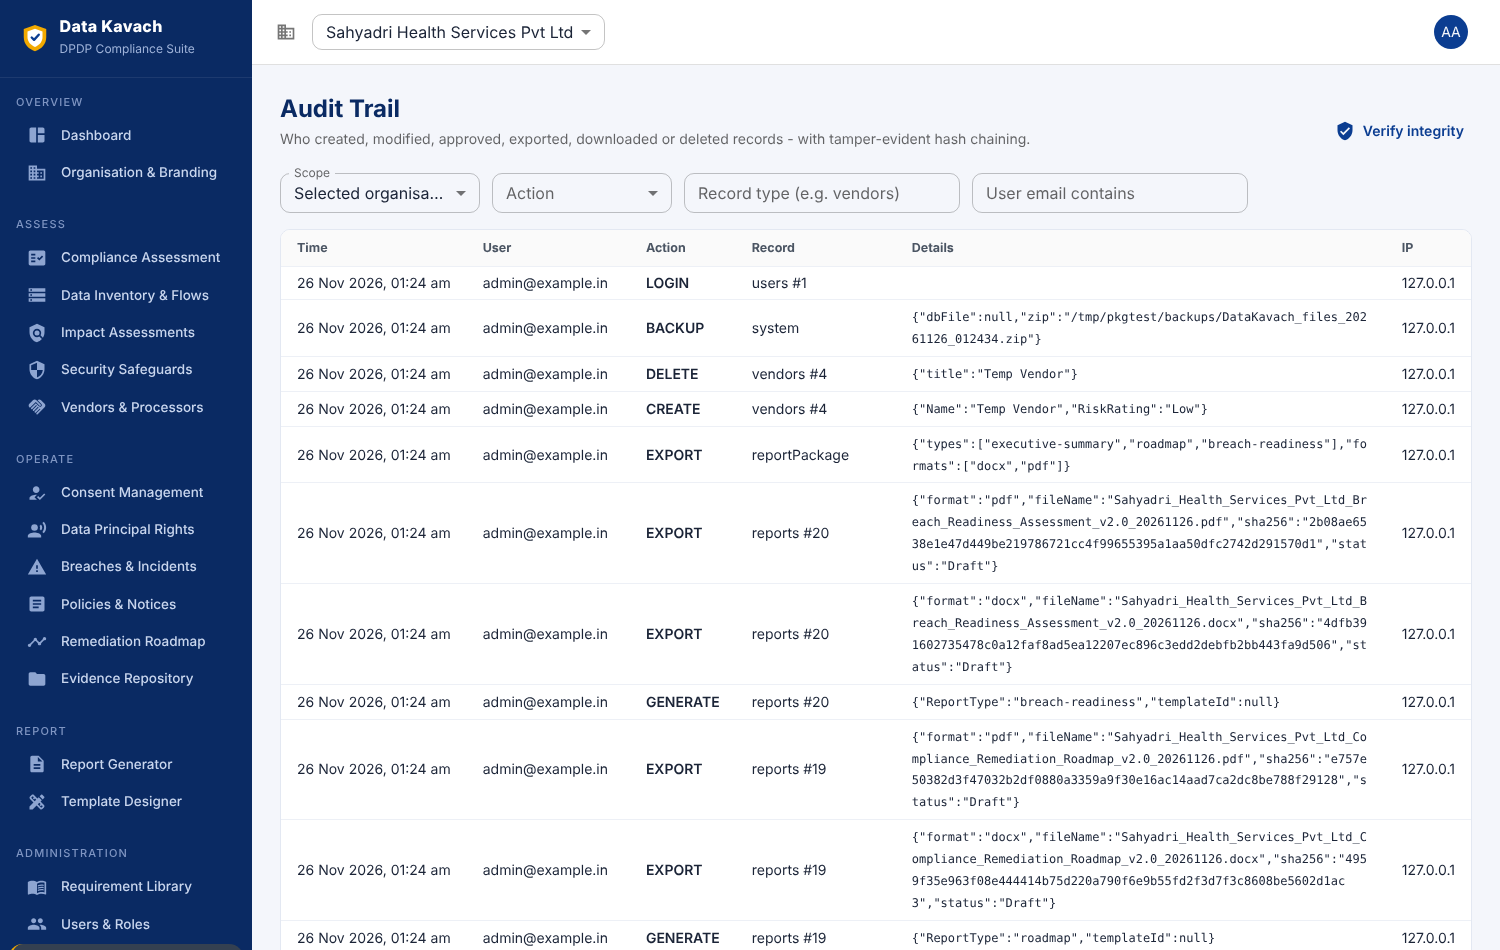 Data Kavach
DPDP Compliance Suite
OVERVIEW
Dashboard
Organisation & Branding
ASSESS
Compliance Assessment
Data Inventory & Flows
Impact Assessments
Security Safeguards
Vendors & Processors
OPERATE
Consent Management
Data Principal Rights
Breaches & Incidents
Policies & Notices
Remediation Roadmap
Evidence Repository
REPORT
Report Generator
Template Designer
ADMINISTRATION
Requirement Library
Users & Roles
Sahyadri Health Services Pvt Ltd
AA
Audit Trail
Who created, modified, approved, exported, downloaded or deleted records - with tamper-evident hash chaining.
Verify integrity
Scope
Selected organisa... Action Record type (e.g. vendors) User email contains
Time User Action Record Details IP
26 Nov 2026, 01:24 am admin@example.in LOGIN users #1 127.0.0.1
26 Nov 2026, 01:24 am admin@example.in BACKUP system {"dbFile":null,"zip":"/tmp/pkgtest/backups/DataKavach_files_202
61126_012434.zip"} 127.0.0.1
26 Nov 2026, 01:24 am admin@example.in DELETE vendors #4 {"title":"Temp Vendor"} 127.0.0.1
26 Nov 2026, 01:24 am admin@example.in CREATE vendors #4 {"Name":"Temp Vendor","RiskRating":"Low"} 127.0.0.1
26 Nov 2026, 01:24 am admin@example.in EXPORT reportPackage {"types":["executive-summary","roadmap","breach-readiness"],"fo
rmats":["docx","pdf"]} 127.0.0.1
26 Nov 2026, 01:24 am admin@example.in EXPORT reports #20 {"format":"pdf","fileName":"Sahyadri_Health_Services_Pvt_Ltd_Br
each_Readiness_Assessment_v2.0_20261126.pdf","sha256":"2b08ae65
38e1e47d449be219786721cc4f99655395a1aa50dfc2742d291570d1","stat
us":"Draft"} 127.0.0.1
26 Nov 2026, 01:24 am admin@example.in EXPORT reports #20 {"format":"docx","fileName":"Sahyadri_Health_Services_Pvt_Ltd_B
reach_Readiness_Assessment_v2.0_20261126.docx","sha256":"4dfb39
1602735478c0a12faf8ad5ea12207ec896c3edd2debfb2bb443fa9d506","st
atus":"Draft"} 127.0.0.1
26 Nov 2026, 01:24 am admin@example.in GENERATE reports #20 {"ReportType":"breach-readiness","templateId":null} 127.0.0.1
26 Nov 2026, 01:24 am admin@example.in EXPORT reports #19 {"format":"pdf","fileName":"Sahyadri_Health_Services_Pvt_Ltd_Co
mpliance_Remediation_Roadmap_v2.0_20261126.pdf","sha256":"e757e
50382d3f47032b2df0880a3359a9f30e16ac14aad7ca2dc8be788f29128","s
tatus":"Draft"} 127.0.0.1
26 Nov 2026, 01:24 am admin@example.in EXPORT reports #19 {"format":"docx","fileName":"Sahyadri_Health_Services_Pvt_Ltd_C
ompliance_Remediation_Roadmap_v2.0_20261126.docx","sha256":"495
9f35e963f08e444414b75d220a790f6e9b55fd2f3d7f3c8608be5602d1ac
3","status":"Draft"} 127.0.0.1
26 Nov 2026, 01:24 am admin@example.in GENERATE reports #19 {"ReportType":"roadmap","templateId":null} 127.0.0.1